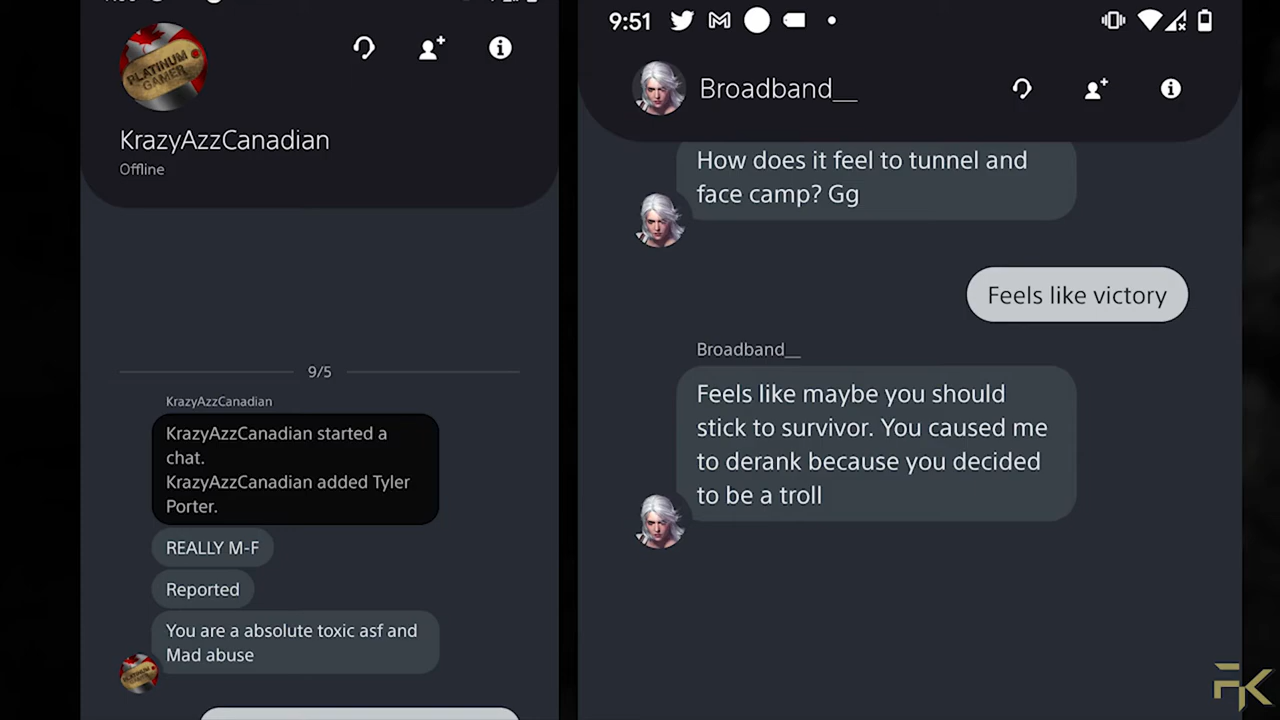 PLATINUM
GAMER
KrazyAzzCanadian
Offline
9/5
KrazyAzzCanadian
KrazyAzzCanadian started a
chat.
KrazyAzzCanadian added Tyler
Porter.
REALLY M-F
Reported
You are a absolute toxic asf and
Mad abuse
9:51
Broadband__
How does it feel to tunnel and
face camp? Gg
Feels like victory
Broadband__
Feels like maybe you should
stick to survivor. You caused me
to derank because you decided
to be a troll
FK